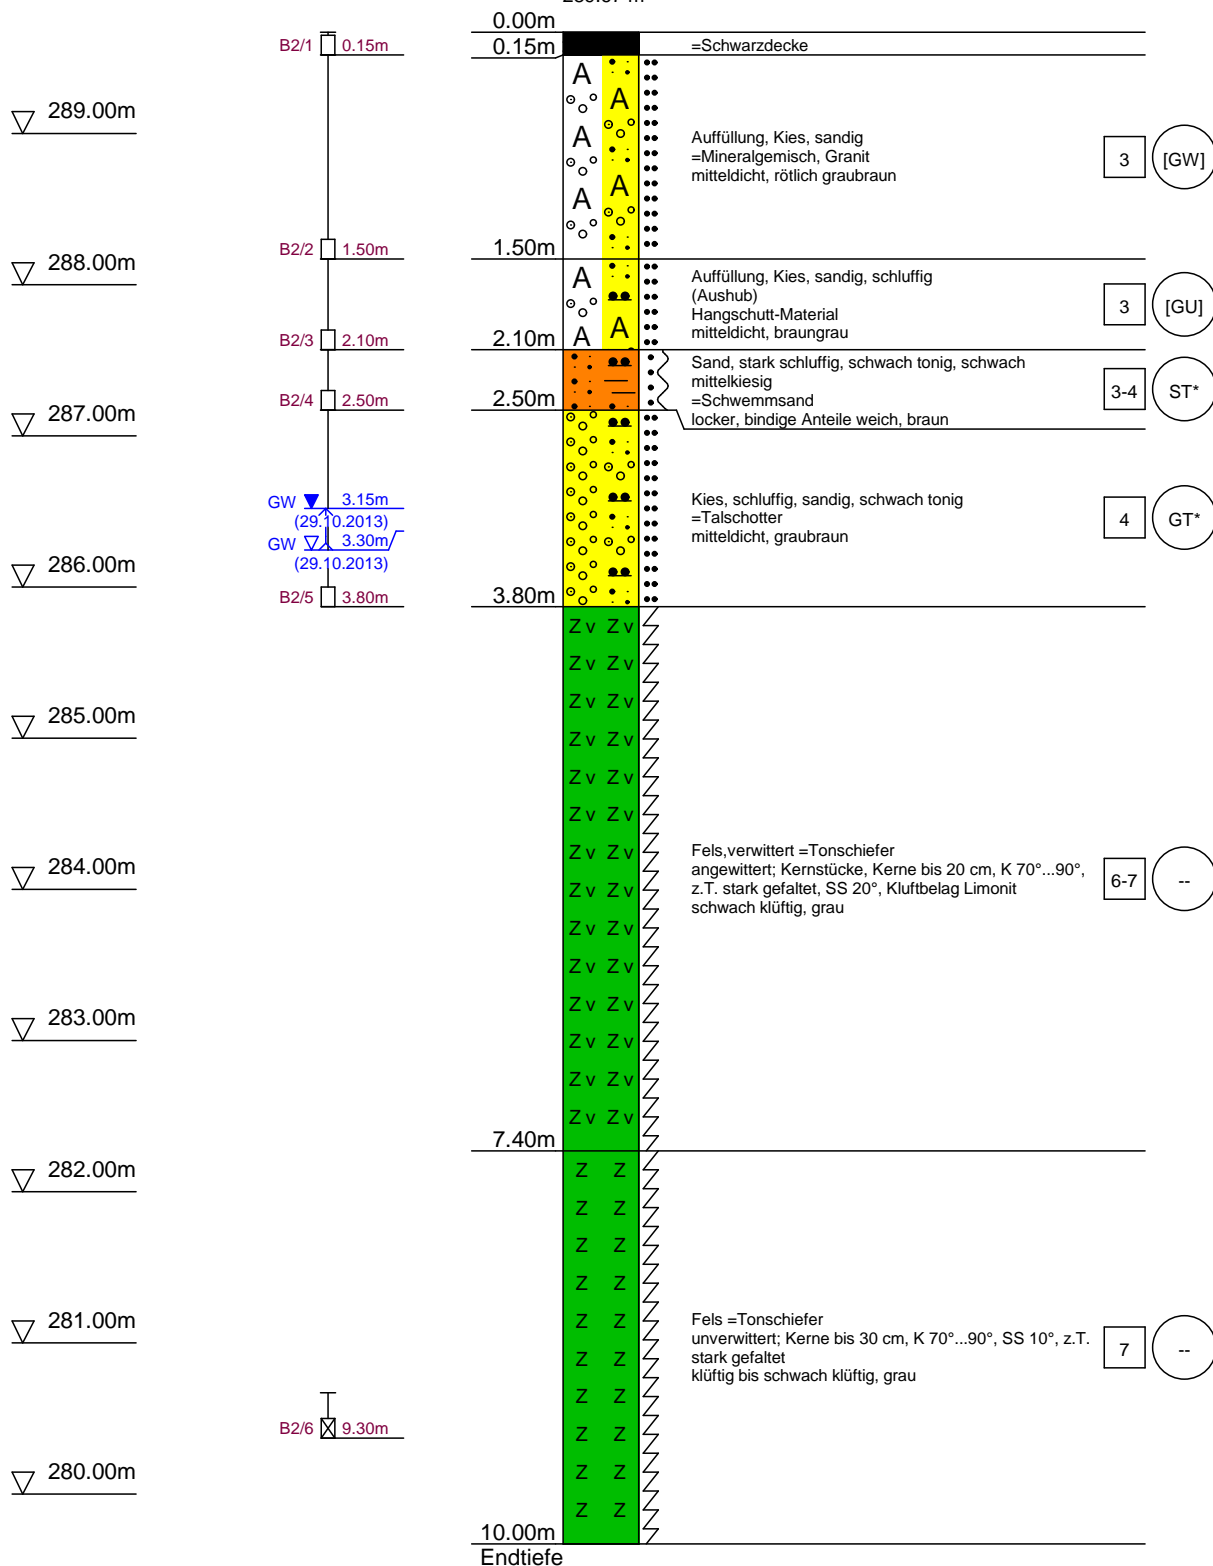 0.00m
B2/1 0.15m
0.15m
=Schwarzdecke
289.00m
Auffüllung, Kies, sandig
=Mineralgemisch, Granit
mitteldicht, rötlich graubraun
3 [GW]
A A
A A
A
B2/2 1.50m
1.50m
288.00m
Auffüllung, Kies, sandig, schluffig
(Aushub)
Hangschutt-Material
mitteldicht, braungrau
3 [GU]
A
A A
B2/3 2.10m
2.10m
Sand, stark schluffig, schwach tonig, schwach
mittelkiesig
=Schwemmsand
locker, bindige Anteile weich, braun
3-4 ST*
B2/4 2.50m
2.50m
287.00m
GW 3.15m
(29.10.2013)
GW 3.30m
(29.10.2013)
Kies, schluffig, sandig, schwach tonig
=Talschotter
mitteldicht, graubraun
4 GT*
286.00m
B2/5 3.80m
3.80m
Z v Z v
Z v Z v
Z v Z v
285.00m
Z v Z v
Z v Z v
Z v Z v
Z v Z v
284.00m
Fels,verwittert =Tonschiefer
angewittert; Kernstücke, Kerne bis 20 cm, K 70°...90°,
z.T. stark gefaltet, SS 20°, Kluftbelag Limonit
schwach klüftig, grau
6-7 --
Z v Z v
Z v Z v
Z v Z v
Z v Z v
283.00m
Z v Z v
Z v Z v
Z v Z v
7.40m
282.00m
Z Z
Z Z
Z Z
Z Z
281.00m
Z Z
Fels =Tonschiefer
unverwittert; Kerne bis 30 cm, K 70°...90°, SS 10°, z.T.
stark gefaltet
klüftig bis schwach klüftig, grau
7 --
Z Z
Z Z
B2/6 9.30m
Z Z
280.00m
Z Z
Z Z
10.00m
Endtiefe